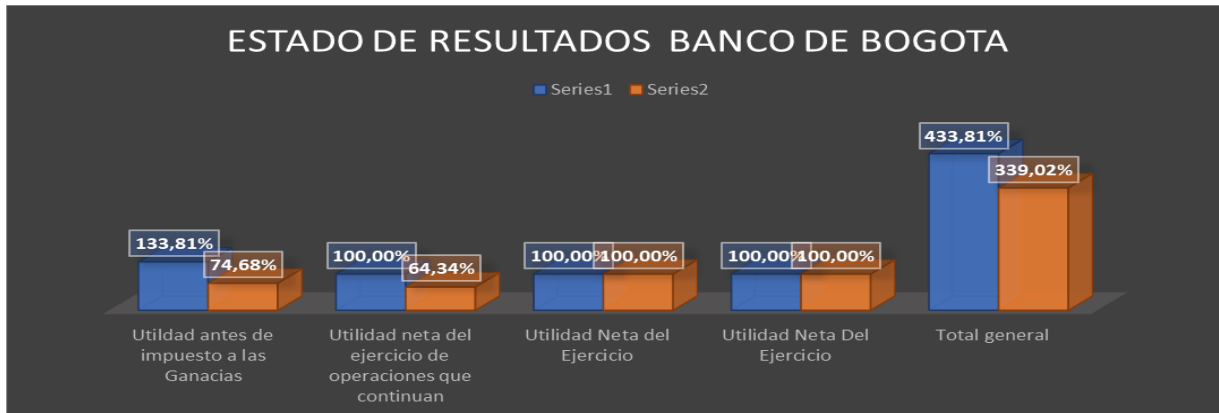 ESTADO DE RESULTADOS BANCO DE BOGOTA
Series1 Series2
433,81%
339,02%
133,81%
74,68%
100,00%
64,34%
100,00% 100,00%
100,00% 100,00%
Utildad antes de
impuesto a las
Ganacias
Utilidad neta del
ejercicio de
operaciones que
continuan
Utilidad Neta del
Ejercicio
Utilidad Neta Del
Ejercicio
Total general